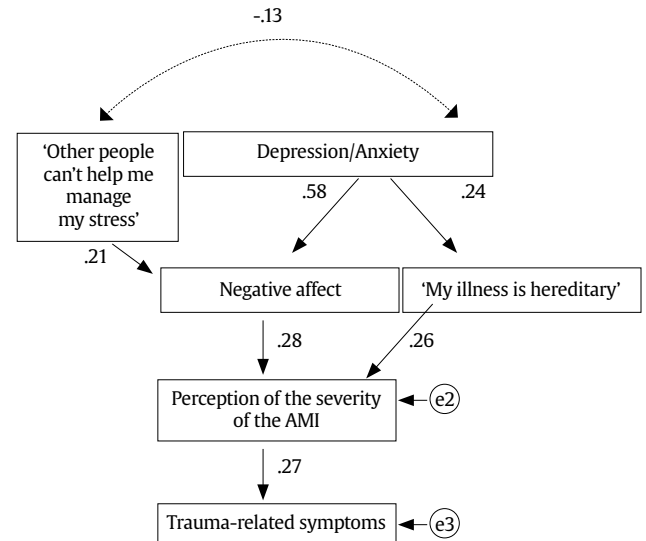 -.13
‘Other people
can’t help me
manage
my stress’
Depression/Anxiety
.58
.24
.21
Negative affect
‘My illness is hereditary’
.28
.26
Perception of the severity
of the AMI
e2
.27
Trauma-related symptoms
e3